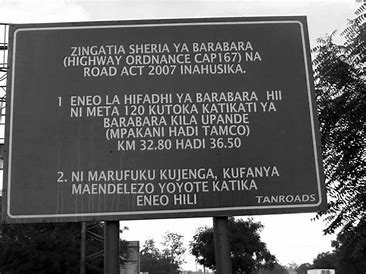 ZINGATIA SHERIA YA BARABARA
(HIGHWAY ORDNANCE CAP167) NA
ROAD ACT 2007 INAHUSIKA.
1 ENEO LA HIFADHI YA BARABARA HII
NI META 120 KUTOKA KATIKATI YA
BARABARA KILA UPANDE
(MPAKANI HADI TAMCO)
KM 32.80 HADI 36.50
2. NI MARUFUKU KUJENGA, KUFANYA
MAENDELEZO YOYOTE KATIKA
ENEO HILI
TANROADS